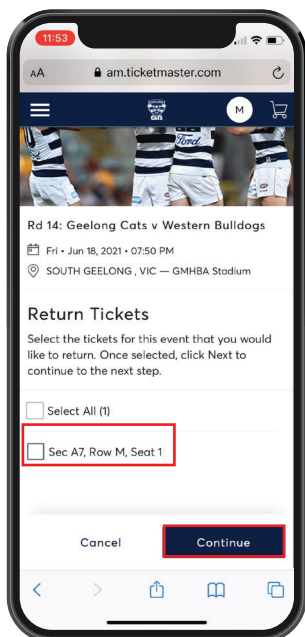 11:53
AA am.ticketmaster.com
CATS M
Ford
Rd 14: Geelong Cats v Western Bulldogs
Fri • Jun 18, 2021 • 07:50 PM
SOUTH GEELONG , VIC — GMHBA Stadium
Return Tickets
Select the tickets for this event that you would
like to return. Once selected, click Next to
continue to the next step.
Select All (1)
Sec A7, Row M, Seat 1
Cancel Continue